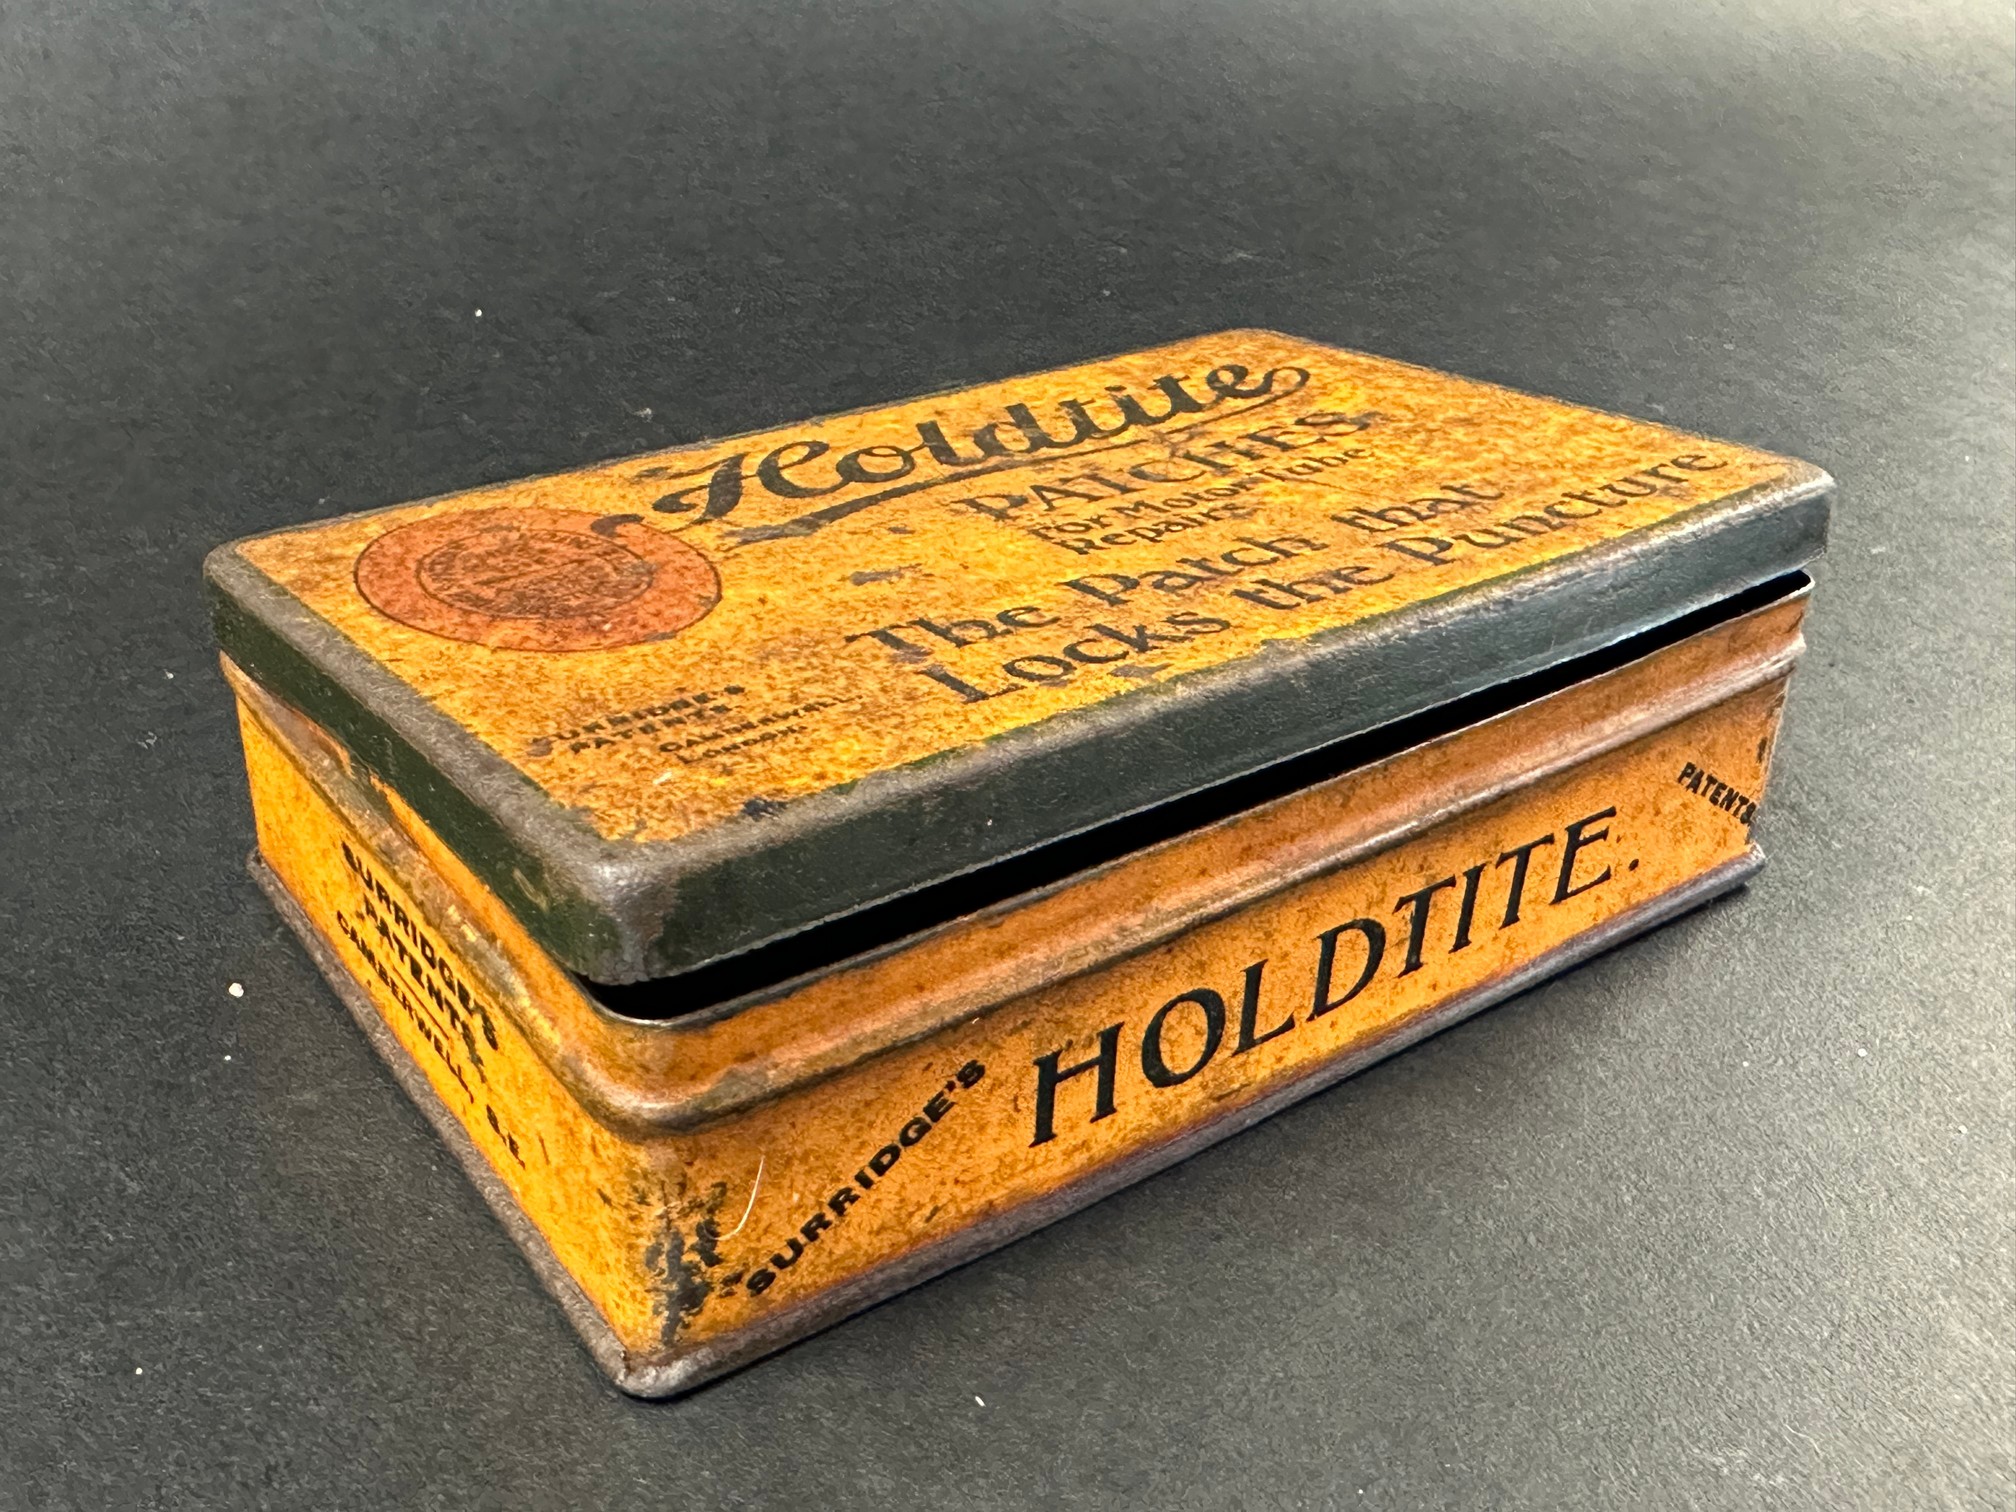 Holdtite
PATCHES
For Motor Tube
Repairs
The Patch that
Locks the Puncture
SURRIDGE'S
PATENTS
CAMBERWELL
LONDON
SURRIDGE'S
PATENTS,
CAMBERWELL, S.E.
SURRIDGE'S
HOLDTITE.
PATENTS